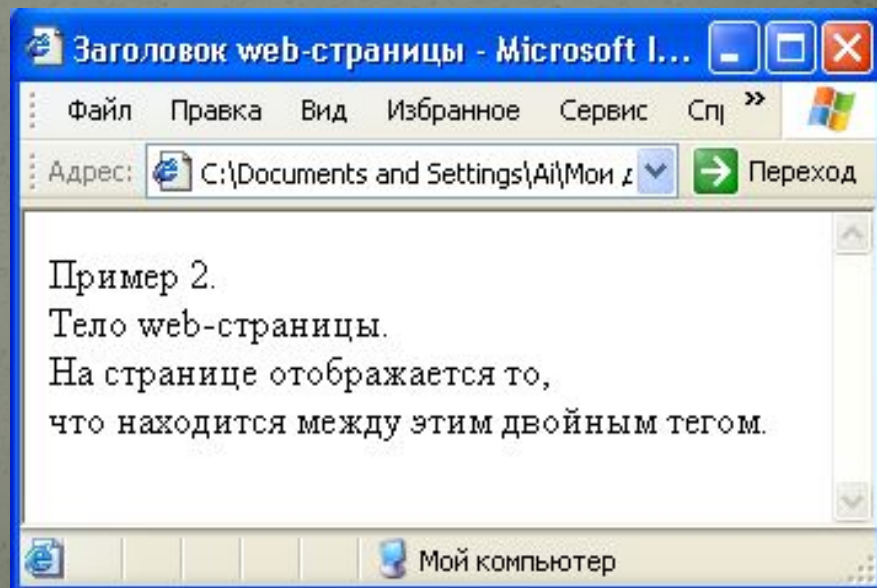 Заголовок web-страницы - Microsoft I...
Файл Правка Вид Избранное Сервис Спр »
Адрес: C:\Documents and Settings\Ai\Мои д Переход
Пример 2.
Тело web-страницы.
На странице отображается то,
что находится между этим двойным тегом.
Мой компьютер